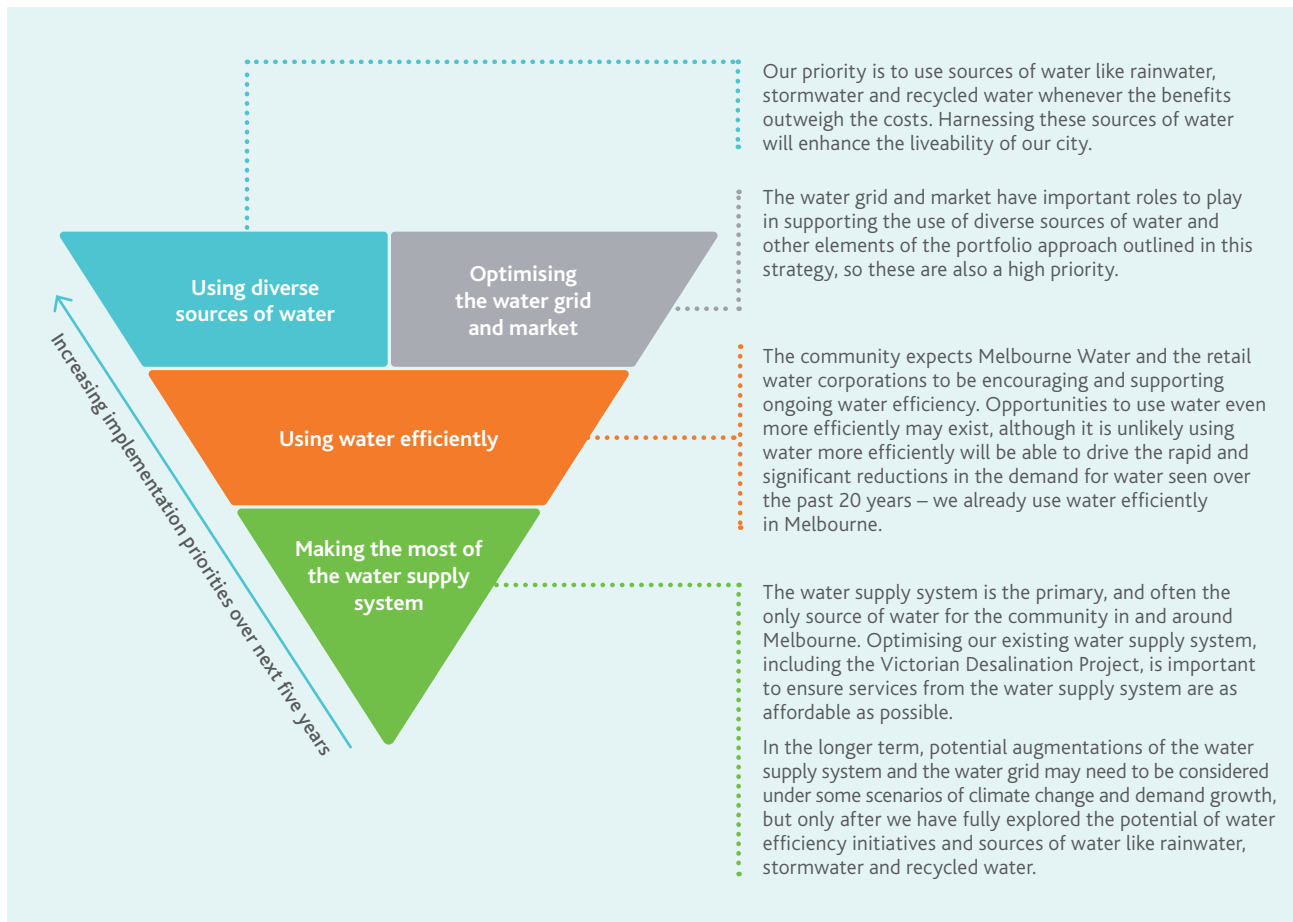 Our priority is to use sources of water like rainwater,
stormwater and recycled water whenever the benefits
outweigh the costs. Harnessing these sources of water
will enhance the liveability of our city.
The water grid and market have important roles to play
in supporting the use of diverse sources of water and
other elements of the portfolio approach outlined in this
strategy, so these are also a high priority.
Using diverse
sources of water
Optimising
the water grid
and market
The community expects Melbourne Water and the retail
water corporations to be encouraging and supporting
ongoing water efficiency. Opportunities to use water even
more efficiently may exist, although it is unlikely using
water more efficiently will be able to drive the rapid and
significant reductions in the demand for water seen over
the past 20 years – we already use water efficiently
in Melbourne.
Using water efficiently
Making the most of
the water supply
system
The water supply system is the primary, and often the
only source of water for the community in and around
Melbourne. Optimising our existing water supply system,
including the Victorian Desalination Project, is important
to ensure services from the water supply system are as
affordable as possible.
In the longer term, potential augmentations of the water
supply system and the water grid may need to be considered
under some scenarios of climate change and demand growth,
but only after we have fully explored the potential of water
efficiency initiatives and sources of water like rainwater,
stormwater and recycled water.
Increasing implementation priorities over next five years